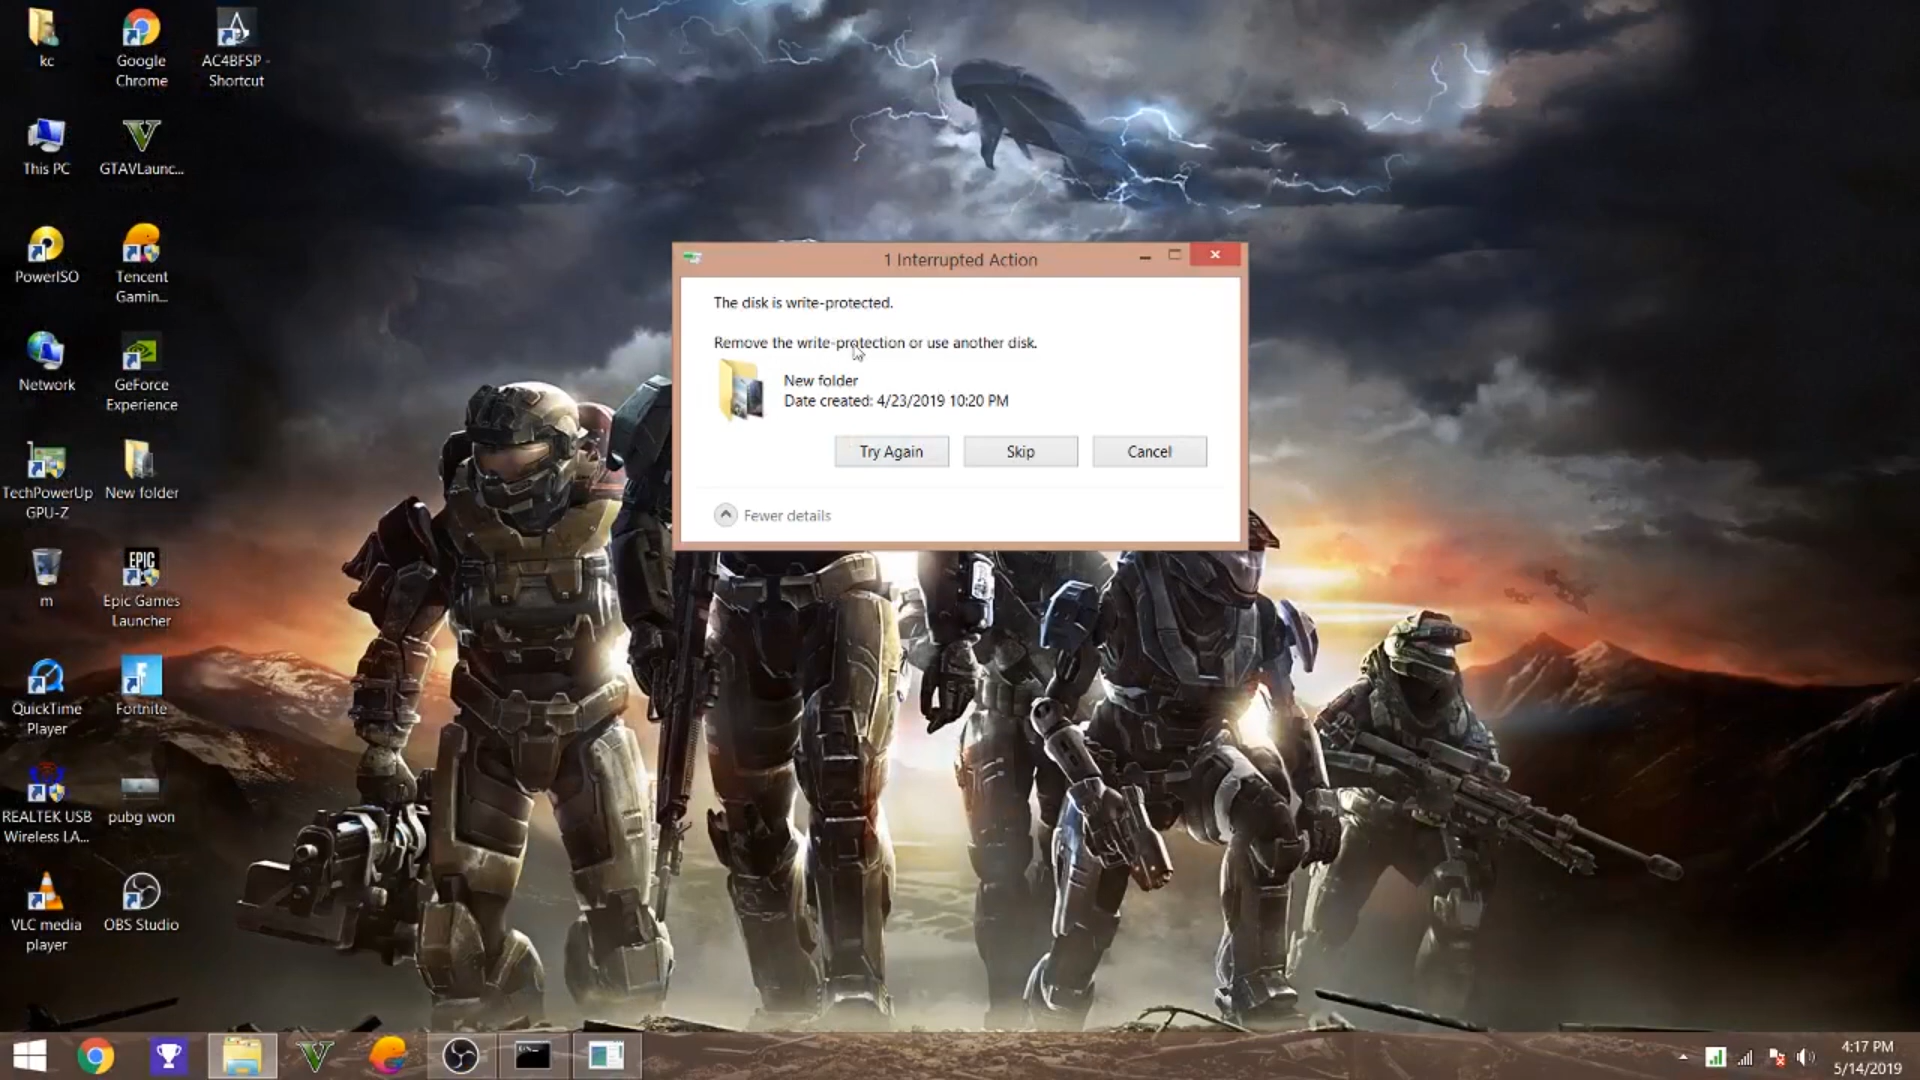 kc
Google
Chrome
AC4BFSP -
Shortcut
This PC
GTAVLaunc...
PowerISO
Tencent
Gamin...
Network
GeForce
Experience
TechPowerUp
GPU-Z
New folder
m
EPIC
Epic Games
Launcher
QuickTime
Player
Fortnite
REALTEK USB
Wireless LA...
pubg won
VLC media
player
OBS Studio
1 Interrupted Action
The disk is write-protected.
Remove the write-protection or use another disk.
New folder
Date created: 4/23/2019 10:20 PM
Try Again
Skip
Cancel
Fewer details
4:17 PM
5/14/2019